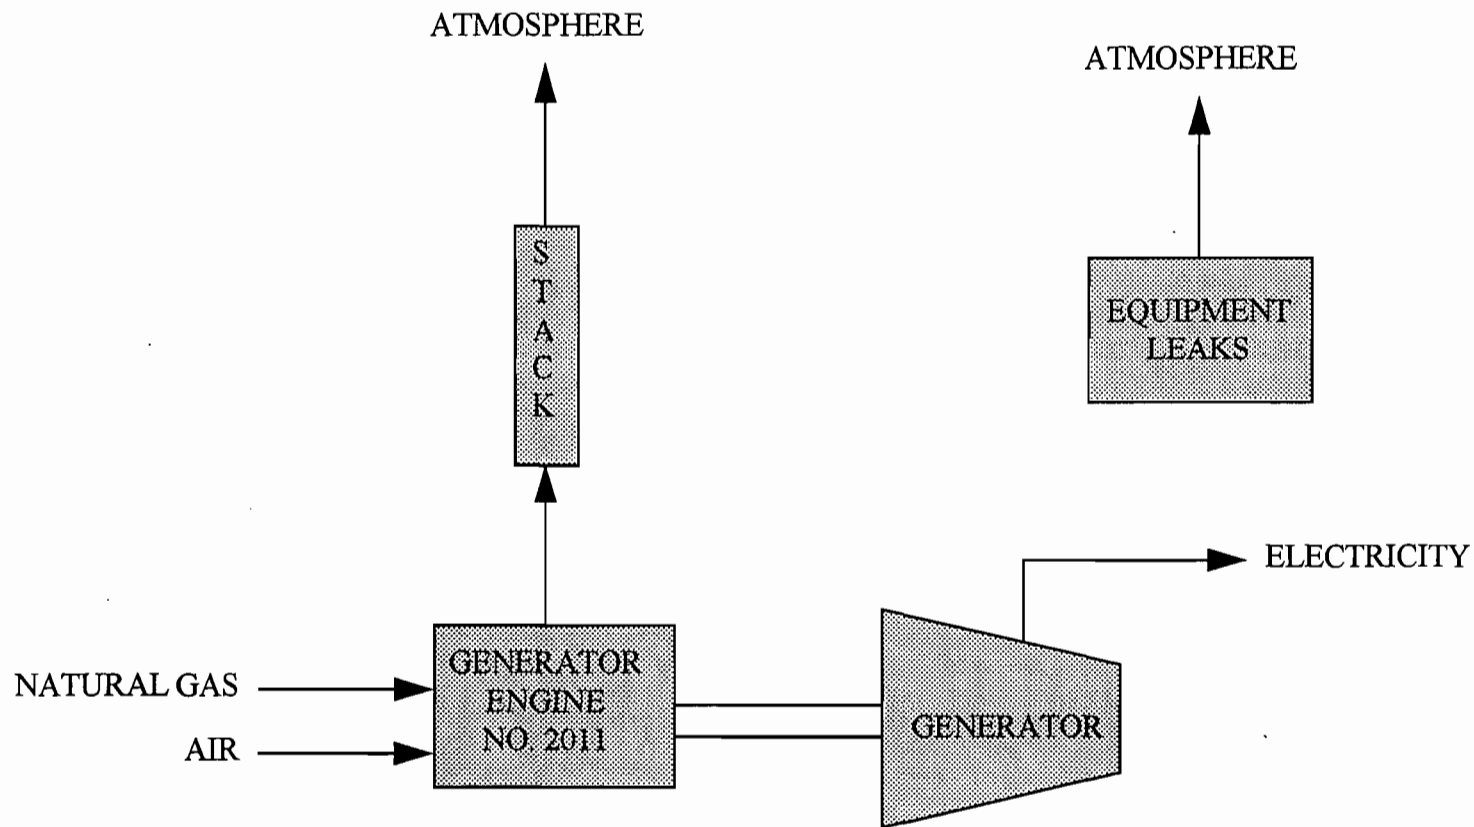 ATMOSPHERE
ATMOSPHERE
S
T
A
C
K
EQUIPMENT
LEAKS
ELECTRICITY
NATURAL GAS
AIR
GENERATOR
ENGINE
NO. 2011
GENERATOR